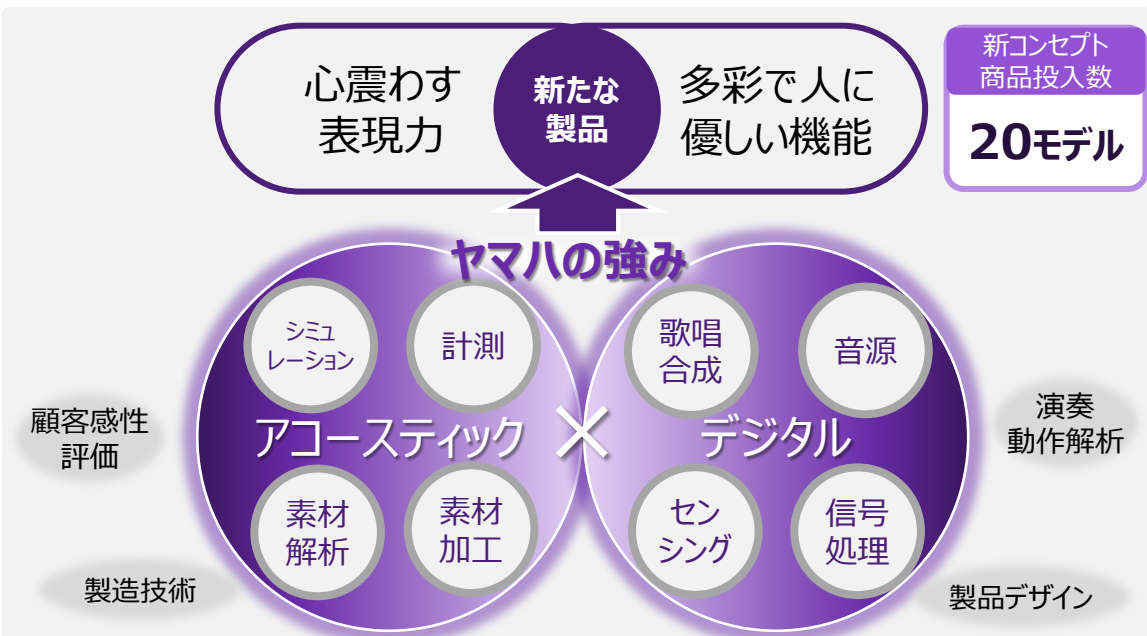 心震わす
表現力
新たな
製品
多彩で人に
優しい機能
新コンセプト
商品投入数
20モデル
ヤマハの強み
シミュ
レーション
計測
歌唱
合成
音源
顧客感性
評価
アコースティック
×
デジタル
演奏
動作解析
素材
解析
素材
加工
セン
シング
信号
処理
製造技術
製品デザイン